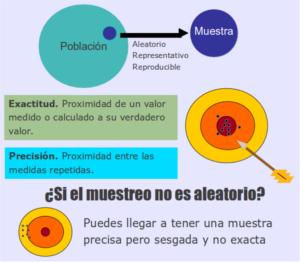 Población
Muestra
Aleatorio
Representativo
Reproducible
Exactitud. Proximidad de un valor
medido o calculado a su verdadero
valor.
Precisión. Proximidad entre las
medidas repetidas.
¿Si el muestreo no es aleatorio?
Puedes llegar a tener una muestra
precisa pero sesgada y no exacta